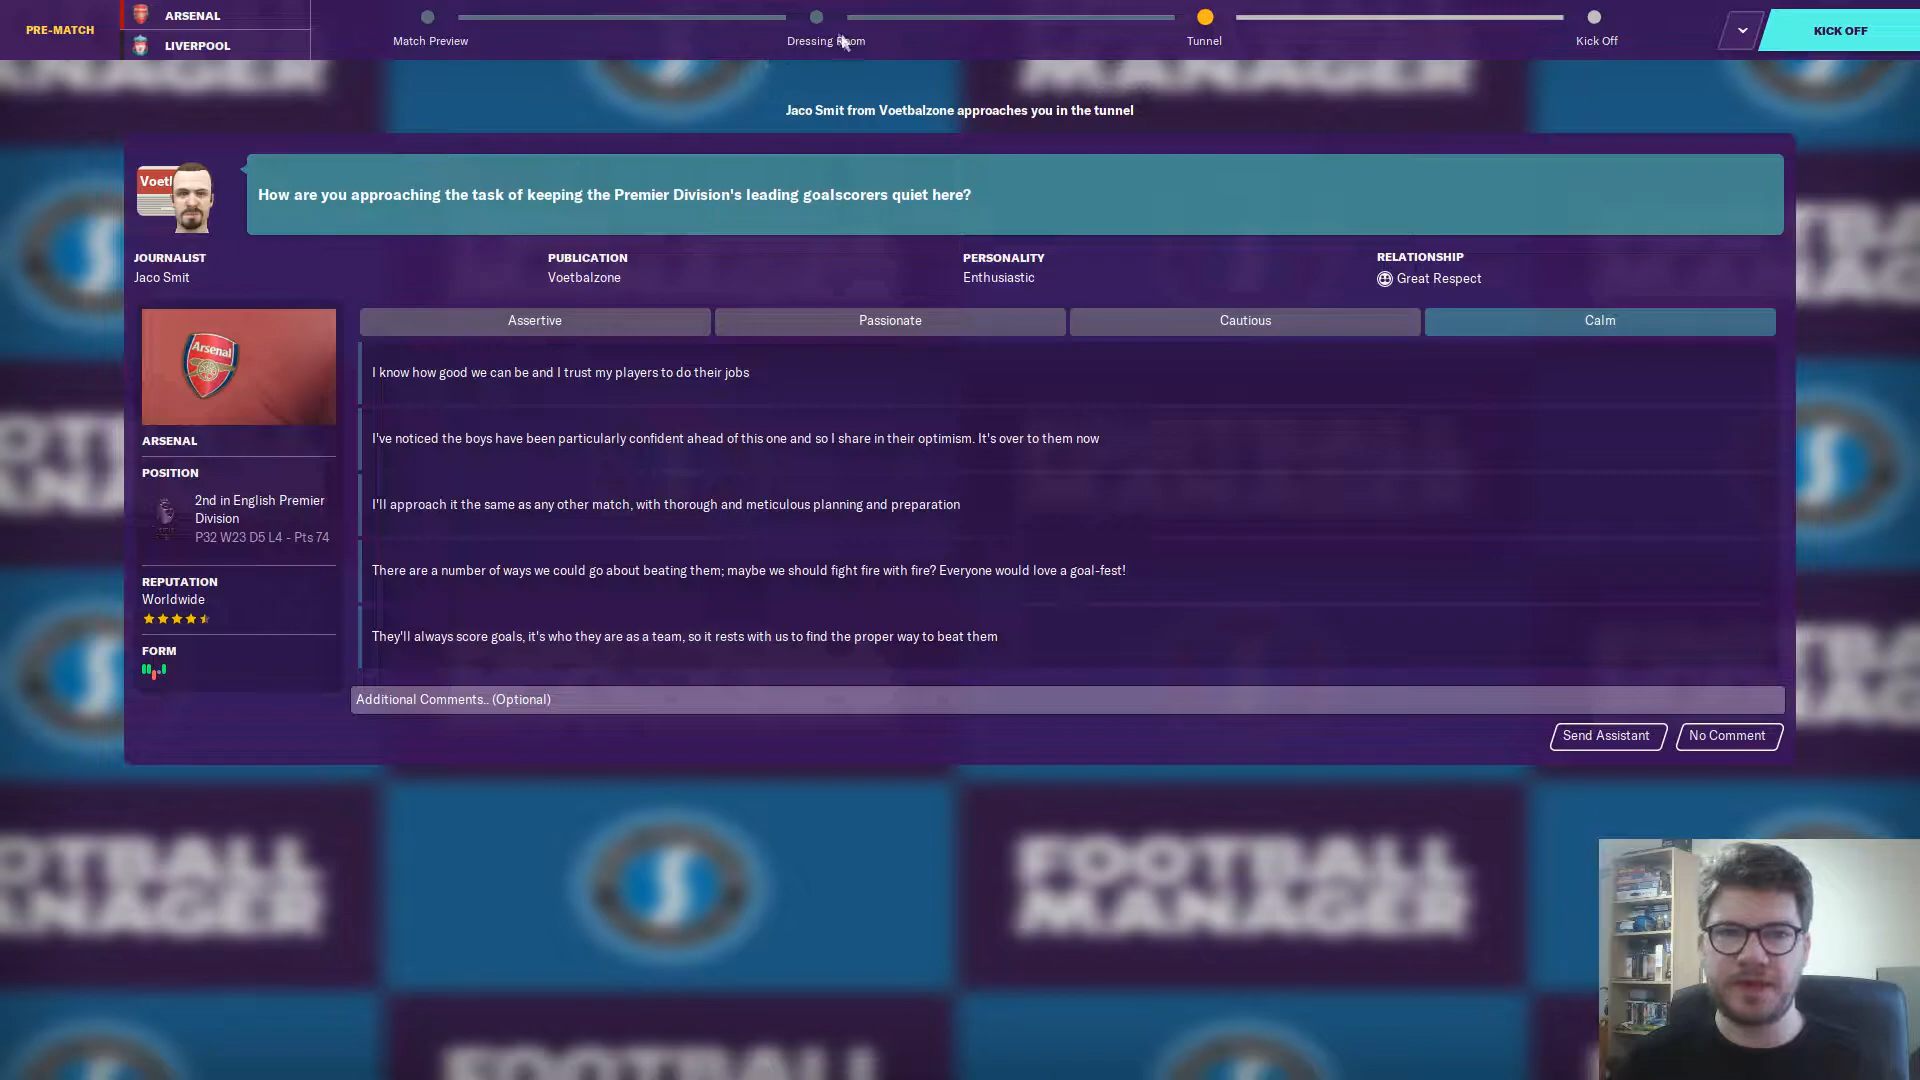 PRE-MATCH
ARSENAL
LIVERPOOL
Match Preview
Dressing Room
Tunnel
Kick Off
KICK OFF
MANAGER
Jaco Smit from Voetbalzone approaches you in the tunnel
How are you approaching the task of keeping the Premier Division's leading goalscorers quiet here?
JOURNALIST
Jaco Smit
PUBLICATION
Voetbalzone
PERSONALITY
Enthusiastic
RELATIONSHIP
Great Respect
Assertive
Passionate
Cautious
Calm
Arsenal
I know how good we can be and I trust my players to do their jobs
I've noticed the boys have been particularly confident ahead of this one and so I share in their optimism. It's over to them now
I'll approach it the same as any other match, with thorough and meticulous planning and preparation
There are a number of ways we could go about beating them; maybe we should fight fire with fire? Everyone would love a goal-fest!
They'll always score goals, it's who they are as a team, so it rests with us to find the proper way to beat them
ARSENAL
POSITION
2nd in English Premier
Division
P32 W23 D5 L4 - Pts 74
REPUTATION
Worldwide
FORM
Additional Comments.. (Optional)
Send Assistant
No Comment
FOOTBALL
MANAGER